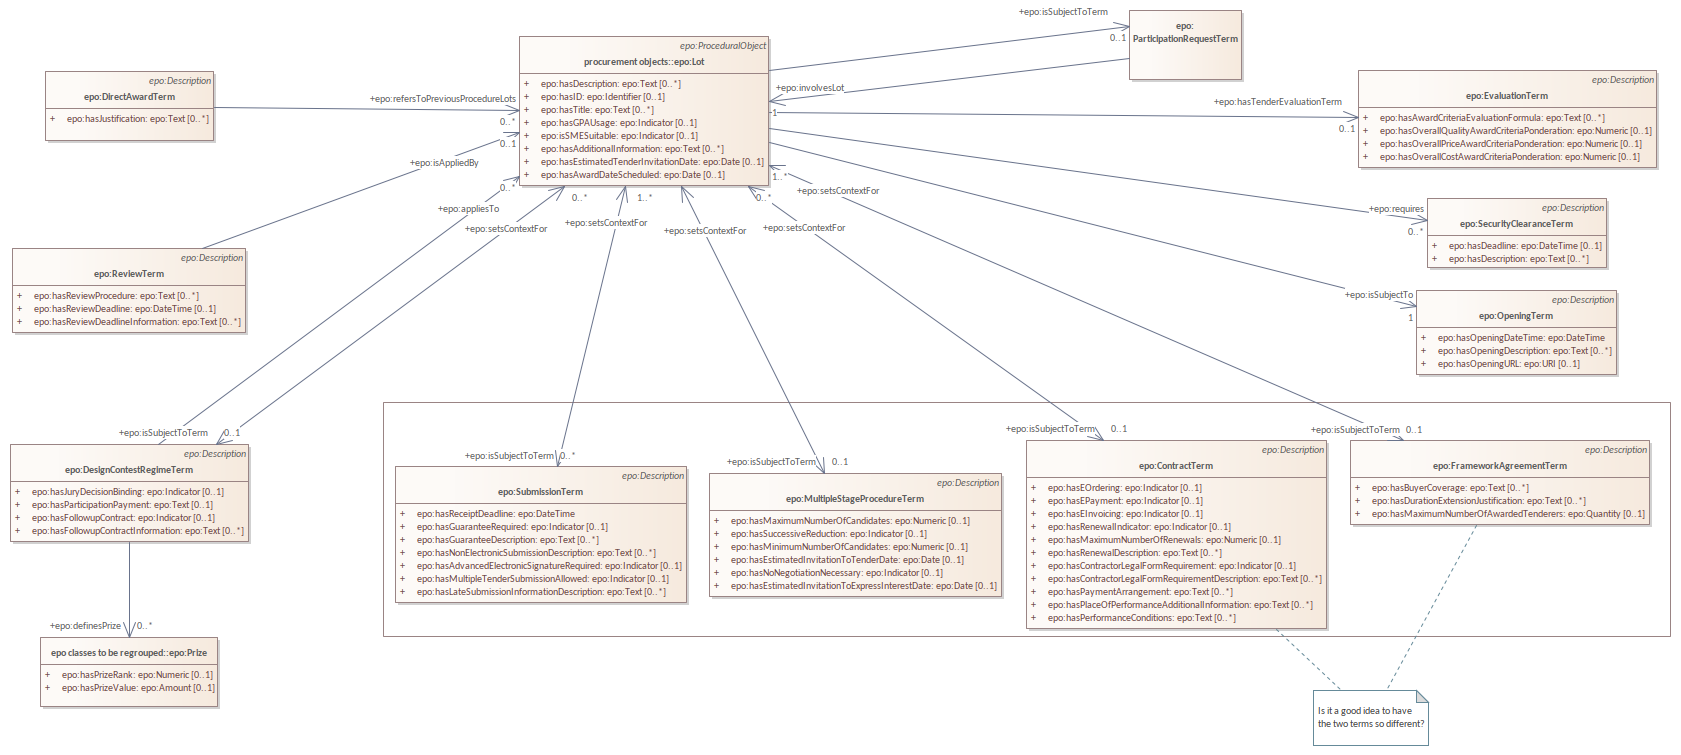 +epo:isSubjectToTerm
0..1
epo:
ParticipationRequestTerm
epo:ProceduralObject
procurement objects::epo:Lot
+ epo:hasDescription: epo:Text [0..*]
+ epo:hasID: epo:Identifier [0..1]
+ epo:hasTitle: epo:Text [0..*]
+ epo:hasGPAUsage: epo:Indicator [0..1]
+ epo:isSMESuitable: epo:Indicator [0..1]
+ epo:hasAdditionalInformation: epo:Text [0..*]
+ epo:hasEstimatedTenderInvitationDate: epo:Date [0..1]
+ epo:hasAwardDateScheduled: epo:Date [0..1]
epo:Description
epo:DirectAwardTerm
+ epo:hasJustification: epo:Text [0..*]
+epo:refersToPreviousProcedureLots
0..*
+epo:involvesLot
1
+epo:hasTenderEvaluationTerm
0..1
epo:Description
epo:EvaluationTerm
+ epo:hasAwardCriteriaEvaluationFormula: epo:Text [0..*]
+ epo:hasOverallQualityAwardCriteriaPonderation: epo:Numeric [0..1]
+ epo:hasOverallPriceAwardCriteriaPonderation: epo:Numeric [0..1]
+ epo:hasOverallCostAwardCriteriaPonderation: epo:Numeric [0..1]
0..1
+epo:isAppliedBy
0..*
+epo:appliesTo
+epo:setsContextFor
0..*
+epo:setsContextFor
1..*
+epo:setsContextFor
+epo:setsContextFor
0..*
+epo:setsContextFor
1..*
+epo:requires
0..*
epo:Description
epo:SecurityClearanceTerm
+ epo:hasDeadline: epo:DateTime [0..1]
+ epo:hasDescription: epo:Text [0..*]
epo:Description
epo:ReviewTerm
+ epo:hasReviewProcedure: epo:Text [0..*]
+ epo:hasReviewDeadline: epo:DateTime [0..1]
+ epo:hasReviewDeadlineInformation: epo:Text [0..*]
+epo:isSubjectTo
1
epo:Description
epo:OpeningTerm
+ epo:hasOpeningDateTime: epo:DateTime
+ epo:hasOpeningDescription: epo:Text [0..*]
+ epo:hasOpeningURL: epo:URI [0..1]
+epo:isSubjectToTerm
0..1
epo:Description
epo:DesignContestRegimeTerm
+ epo:hasJuryDecisionBinding: epo:Indicator [0..1]
+ epo:hasParticipationPayment: epo:Text [0..1]
+ epo:hasFollowupContract: epo:Indicator [0..1]
+ epo:hasFollowupContractInformation: epo:Text [0..*]
+epo:isSubjectToTerm
0..*
epo:Description
epo:SubmissionTerm
+ epo:hasReceiptDeadline: epo:DateTime
+ epo:hasGuaranteeRequired: epo:Indicator [0..1]
+ epo:hasGuaranteeDescription: epo:Text [0..*]
+ epo:hasNonElectronicSubmissionDescription: epo:Text [0..*]
+ epo:hasAdvancedElectronicSignatureRequired: epo:Indicator [0..1]
+ epo:hasMultipleTenderSubmissionAllowed: epo:Indicator [0..1]
+ epo:hasLateSubmissionInformationDescription: epo:Text [0..*]
+epo:isSubjectToTerm
0..1
epo:Description
epo:MultipleStageProcedureTerm
+ epo:hasMaximumNumberOfCandidates: epo:Numeric [0..1]
+ epo:hasSuccessiveReduction: epo:Indicator [0..1]
+ epo:hasMinimumNumberOfCandidates: epo:Numeric [0..1]
+ epo:hasEstimatedInvitationToTenderDate: epo:Date [0..1]
+ epo:hasNoNegotiationNecessary: epo:Indicator [0..1]
+ epo:hasEstimatedInvitationToExpressInterestDate: epo:Date [0..1]
+epo:isSubjectToTerm
0..1
epo:Description
epo:ContractTerm
+ epo:hasEOrdering: epo:Indicator [0..1]
+ epo:hasEPayment: epo:Indicator [0..1]
+ epo:hasEInvoicing: epo:Indicator [0..1]
+ epo:hasRenewalIndicator: epo:Indicator [0..1]
+ epo:hasMaximumNumberOfRenewals: epo:Numeric [0..1]
+ epo:hasRenewalDescription: epo:Text [0..*]
+ epo:hasContractorLegalFormRequirement: epo:Indicator [0..1]
+ epo:hasContractorLegalFormRequirementDescription: epo:Text [0..*]
+ epo:hasPaymentArrangement: epo:Text [0..*]
+ epo:hasPlaceOfPerformanceAdditionalInformation: epo:Text [0..*]
+ epo:hasPerformanceConditions: epo:Text [0..*]
+epo:isSubjectToTerm
0..1
epo:Description
epo:FrameworkAgreementTerm
+ epo:hasBuyerCoverage: epo:Text [0..*]
+ epo:hasDurationExtensionJustification: epo:Text [0..*]
+ epo:hasMaximumNumberOfAwardedTenderers: epo:Quantity [0..1]
+epo:definesPrize
0..*
epo classes to be regrouped::epo:Prize
+ epo:hasPrizeRank: epo:Numeric [0..1]
+ epo:hasPrizeValue: epo:Amount [0..1]
Is it a good idea to have
the two terms so different?